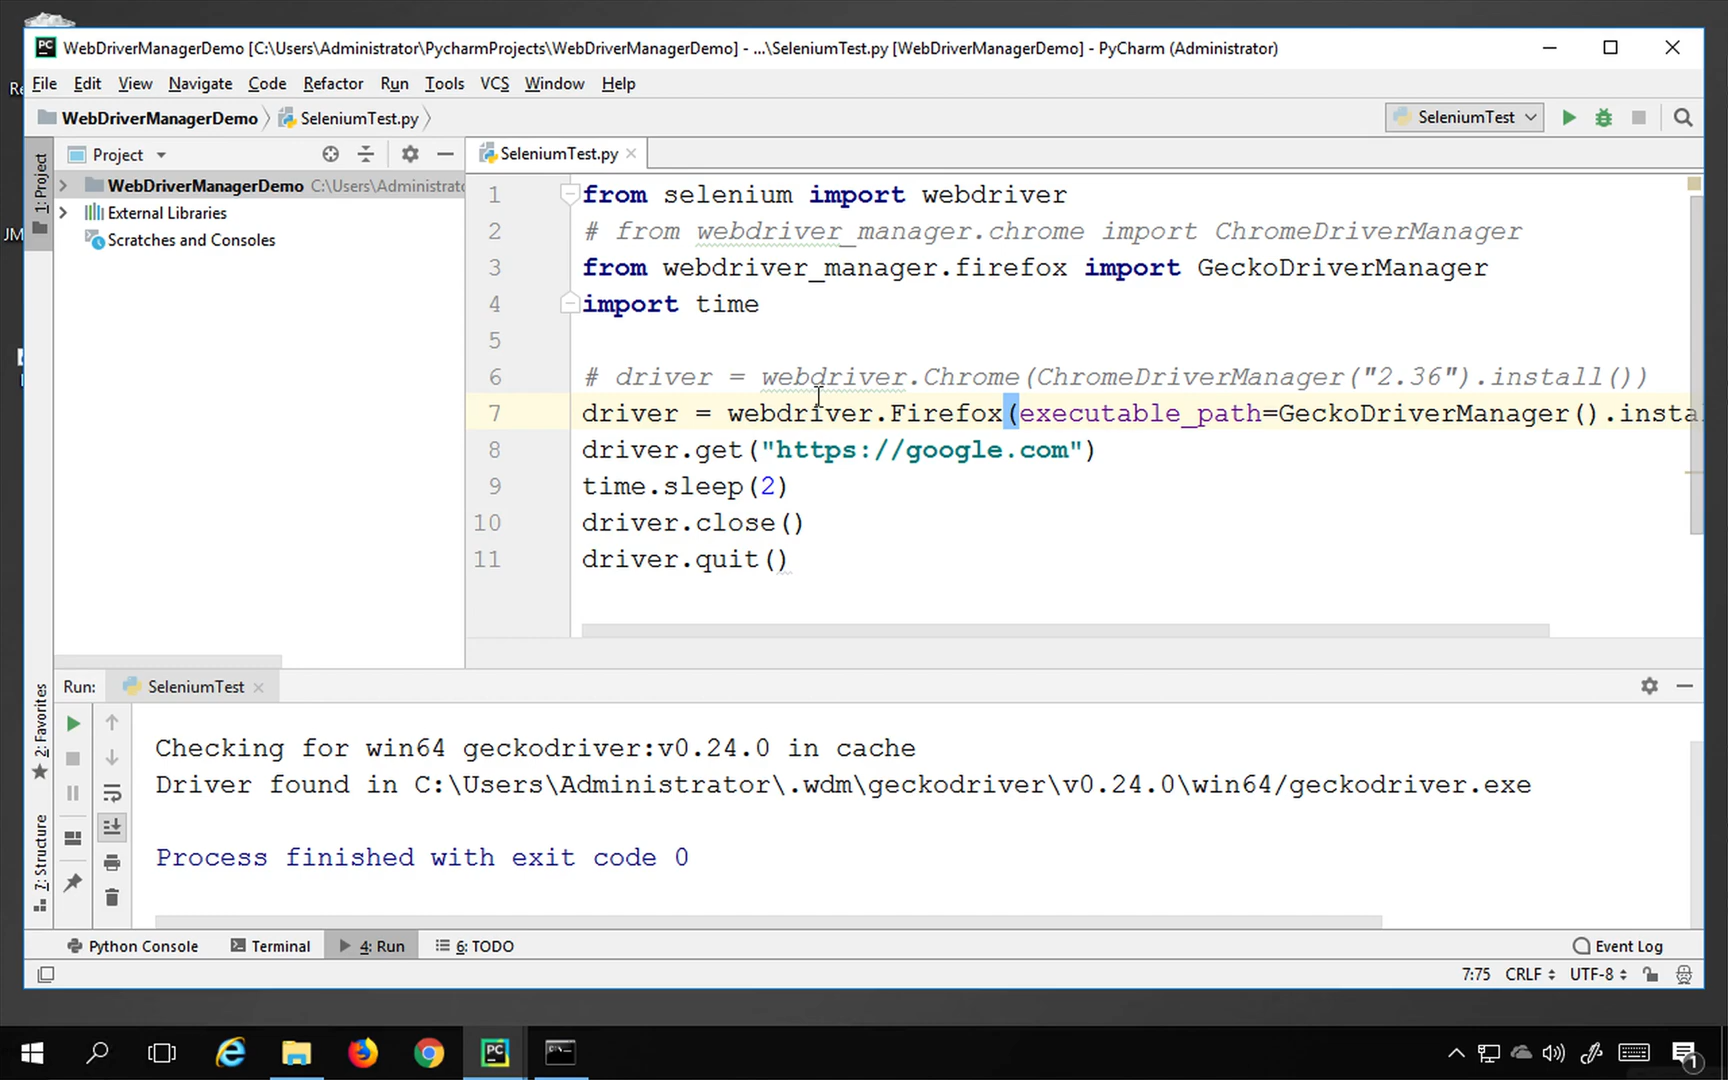 WebDriverManagerDemo [C:\Users\Administrator\PycharmProjects\WebDriverManagerDemo] - ...\SeleniumTest.py [WebDriverManagerDemo] - PyCharm (Administrator)
File Edit View Navigate Code Refactor Run Tools VCS Window Help
WebDriverManagerDemo SeleniumTest.py SeleniumTest
Project SeleniumTest.py
1: Project
WebDriverManagerDemo C:\Users\Administrato
External Libraries
Scratches and Consoles
1 from selenium import webdriver
2 # from webdriver_manager.chrome import ChromeDriverManager
3 from webdriver_manager.firefox import GeckoDriverManager
4 import time
5
6 # driver = webdriver.Chrome(ChromeDriverManager("2.36").install())
7 driver = webdriver.Firefox(executable_path=GeckoDriverManager().insta
8 driver.get("https://google.com")
9 time.sleep(2)
10 driver.close()
11 driver.quit()
Run: SeleniumTest
2: Favorites
7: Structure
Checking for win64 geckodriver:v0.24.0 in cache
Driver found in C:\Users\Administrator\.wdm\geckodriver\v0.24.0\win64/geckodriver.exe
Process finished with exit code 0
Python Console Terminal 4: Run 6: TODO Event Log
7:75 CRLF UTF-8
1